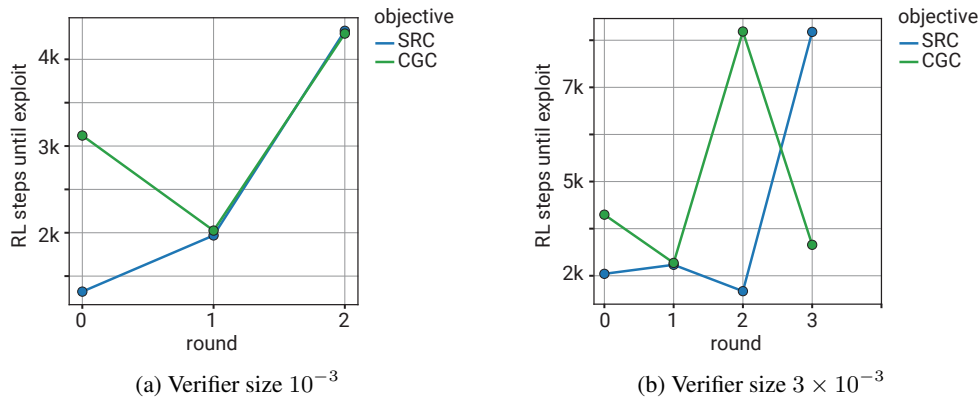 objective
SRC
CGC
4k
3k
2k
RL steps until exploit
0 1 2
round
(a) Verifier size 10⁻³
objective
SRC
CGC
7k
5k
2k
RL steps until exploit
0 1 2 3
round
(b) Verifier size 3 × 10⁻³